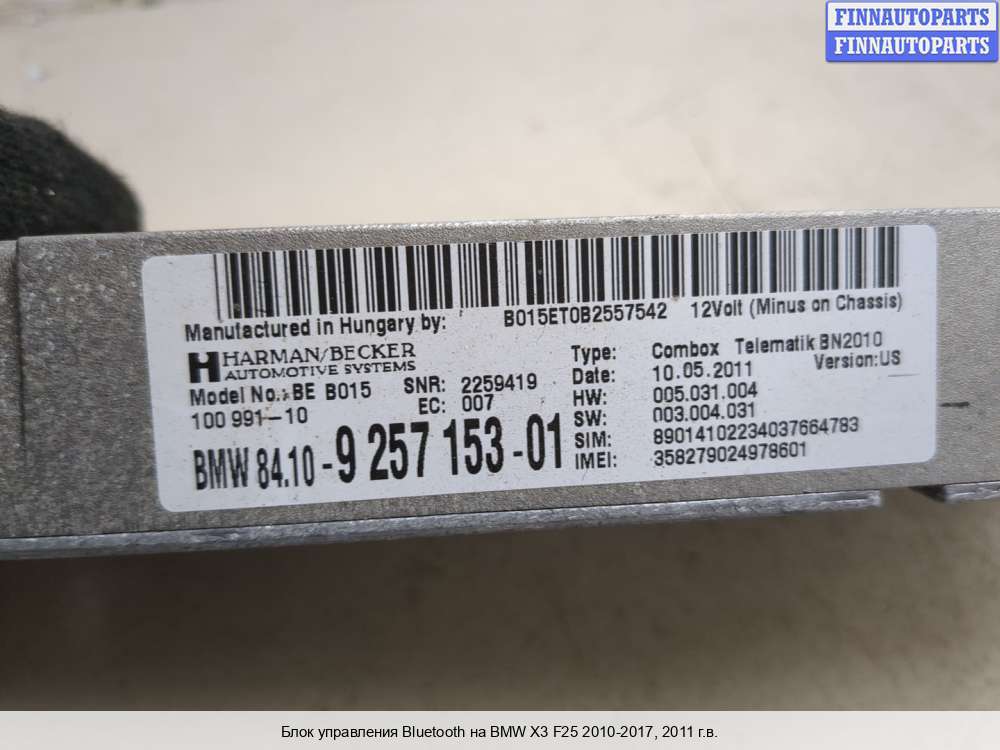 FINNAUTOPARTS
FINNAUTOPARTS
Manufactured in Hungary by:
B015ET0B2557542
12Volt (Minus on Chassis)
HARMAN/BECKER
AUTOMOTIVE SYSTEMS
Model No.: BE B015
100 991-10
SNR: 2259419
EC: 007
BMW 84.10-9 257 153-01
Type: Combox Telematik BN2010
Date: 10.05.2011 Version:US
HW: 005.031.004
SW: 003.004.031
SIM: 89014102234037664783
IMEI: 358279024978601
Блок управления Bluetooth на BMW X3 F25 2010-2017, 2011 г.в.